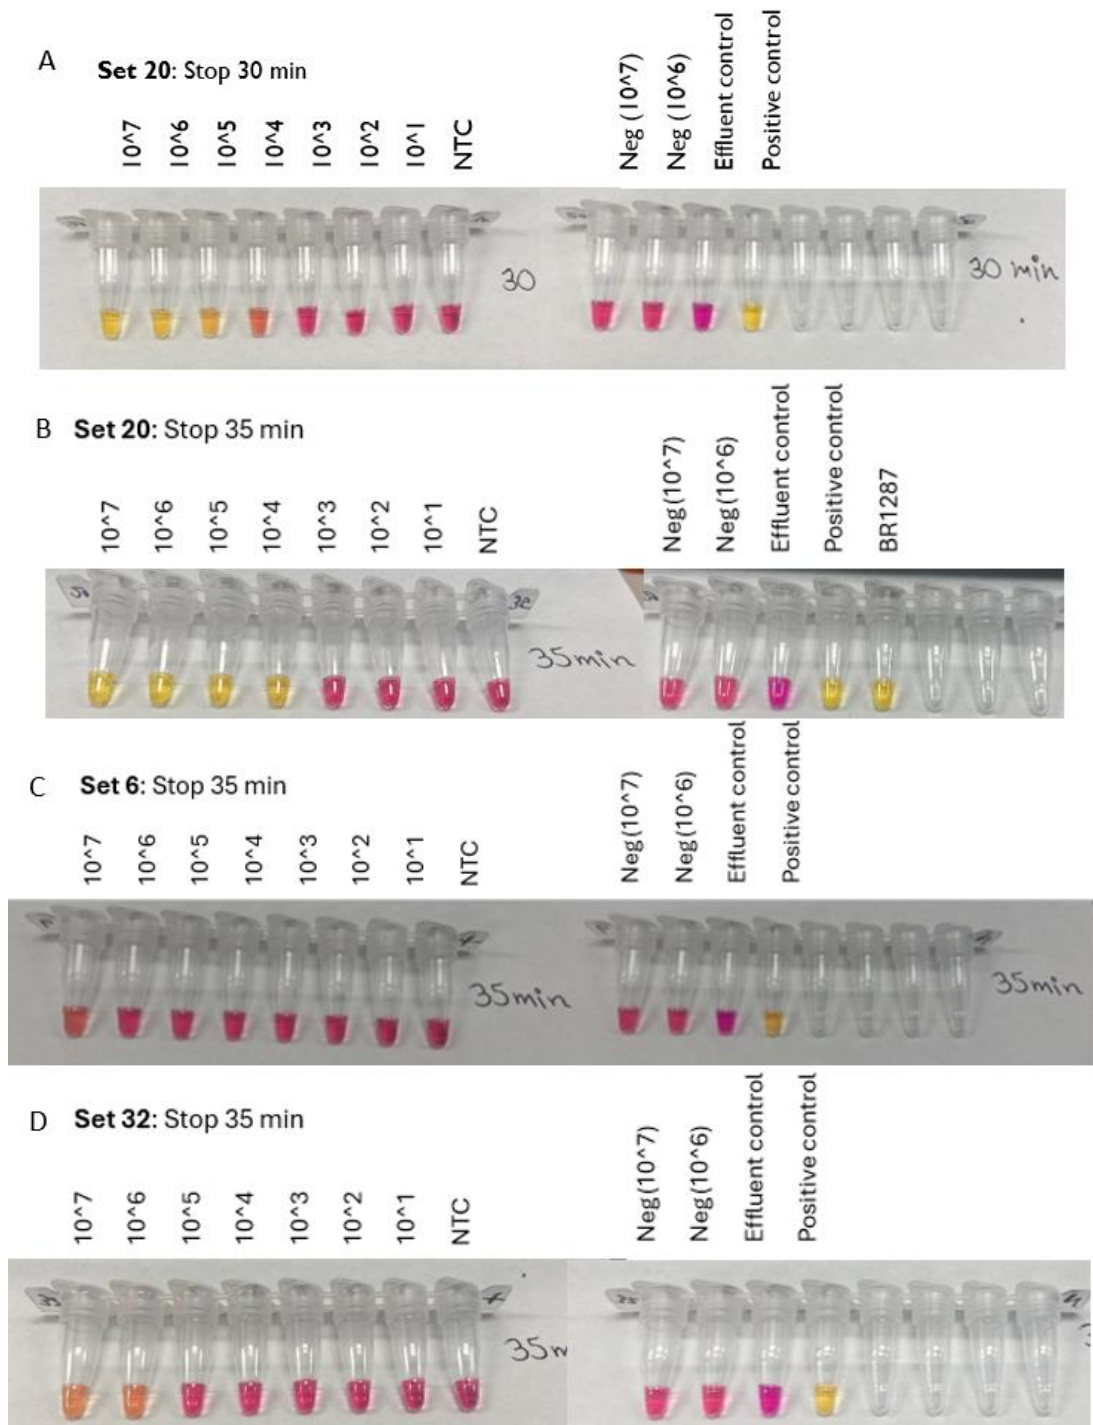 A
Set 20: Stop 30 min
10^7
10^6
10^5
10^4
10^3
10^2
10^1
NTC
Neg (10^7)
Neg (10^6)
Effluent control
Positive control
30
30 min
B
Set 20: Stop 35 min
10^7
10^6
10^5
10^4
10^3
10^2
10^1
NTC
Neg(10^7)
Neg(10^6)
Effluent control
Positive control
BR1287
35min
C
Set 6: Stop 35 min
10^7
10^6
10^5
10^4
10^3
10^2
10^1
NTC
Neg(10^7)
Neg(10^6)
Effluent control
Positive control
35min
35min
D
Set 32: Stop 35 min
10^7
10^6
10^5
10^4
10^3
10^2
10^1
NTC
Neg(10^7)
Neg(10^6)
Effluent control
Positive control
35m
3